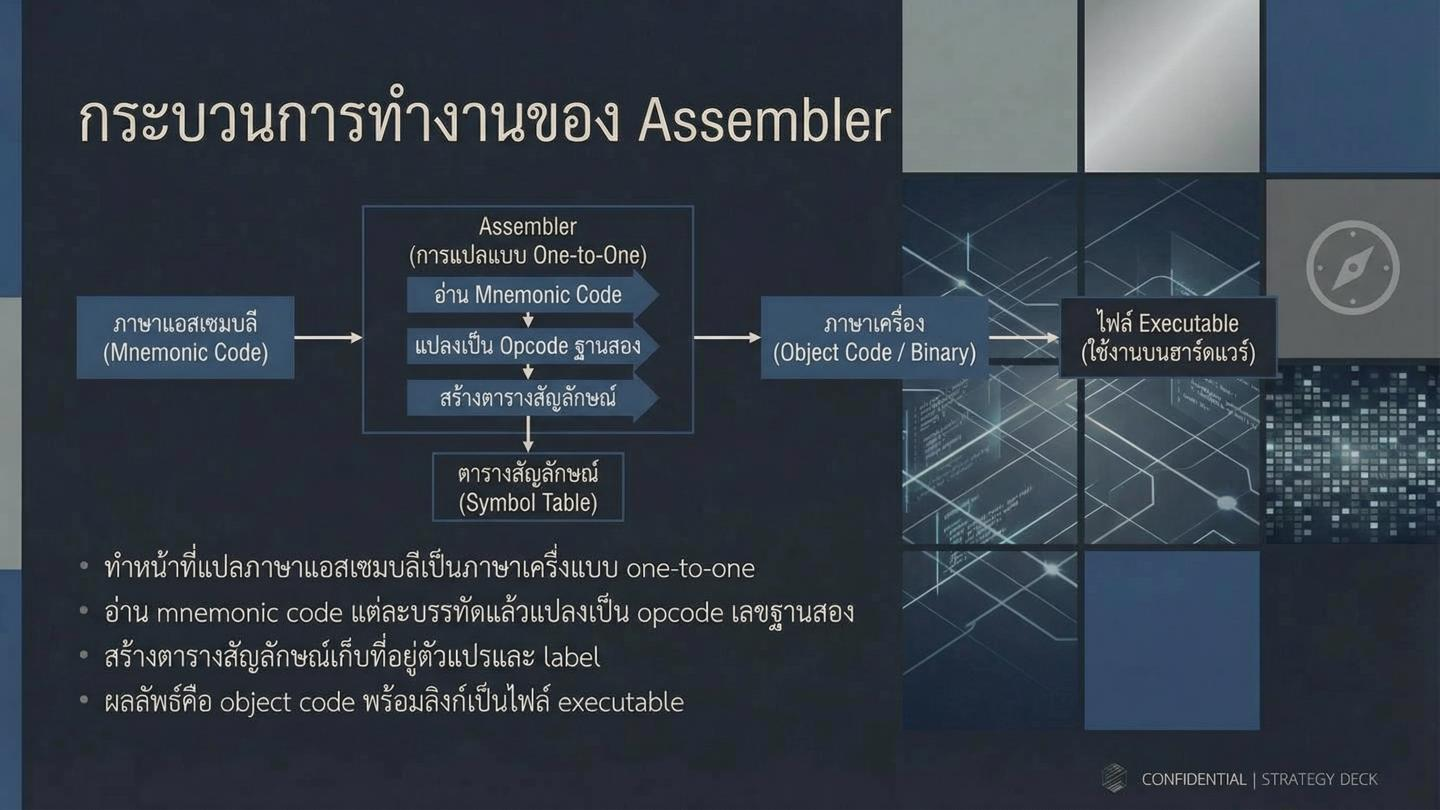 กระบวนการทำงานของ Assembler
ภาษาแอสเซมบลี
(Mnemonic Code)
Assembler
(การแปลแบบ One-to-One)
อ่าน Mnemonic Code
แปลงเป็น Opcode ฐานสอง
สร้างตารางสัญลักษณ์
ตารางสัญลักษณ์
(Symbol Table)
ภาษาเครื่อง
(Object Code / Binary)
ไฟล์ Executable
(ใช้งานบนฮาร์ดแวร์)
• ทำหน้าที่แปลภาษาแอสเซมบลีเป็นภาษาเครื่งแบบ one-to-one
• อ่าน mnemonic code แต่ละบรรทัดแล้วแปลงเป็น opcode เลขฐานสอง
• สร้างตารางสัญลักษณ์เก็บที่อยู่ตัวแปรและ label
• ผลลัพธ์คือ object code พร้อมลิงก์เป็นไฟล์ executable
CONFIDENTIAL | STRATEGY DECK